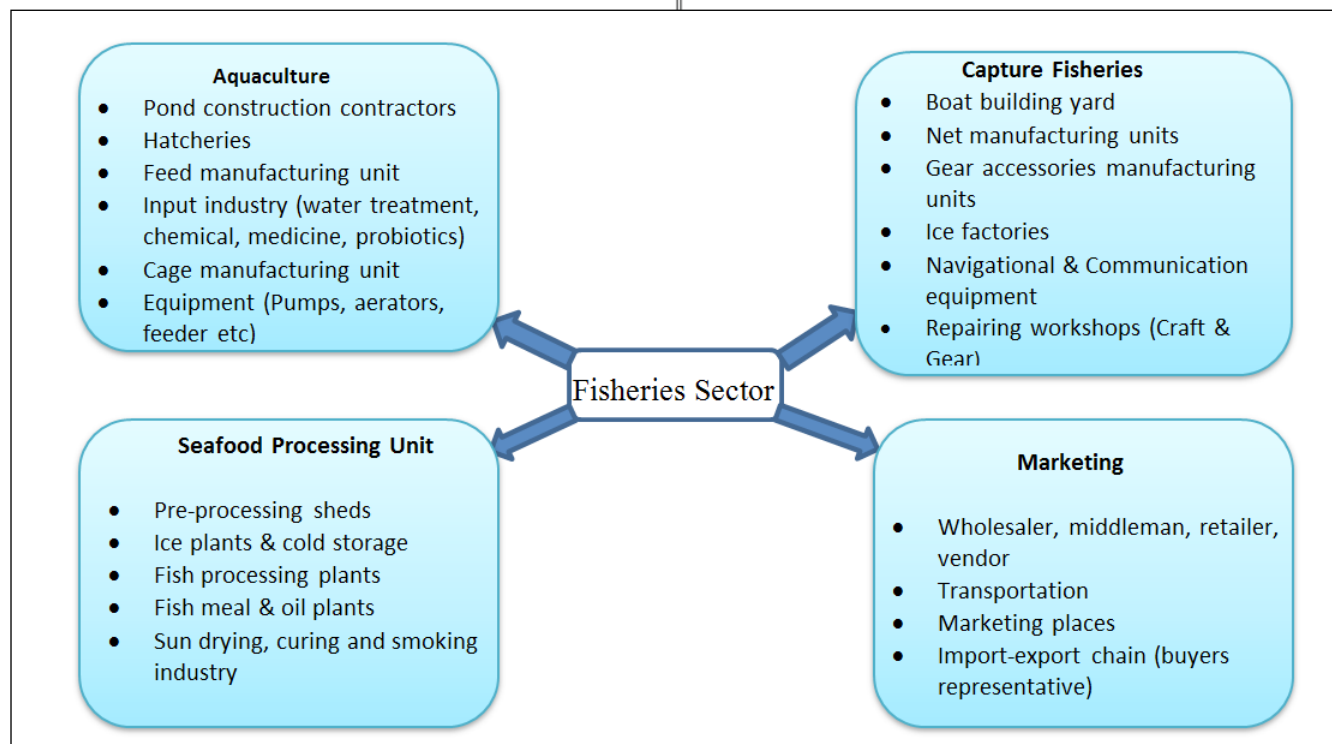 Aquaculture
● Pond construction contractors
● Hatcheries
● Feed manufacturing unit
● Input industry (water treatment,
chemical, medicine, probiotics)
● Cage manufacturing unit
● Equipment (Pumps, aerators,
feeder etc)
Capture Fisheries
● Boat building yard
● Net manufacturing units
● Gear accessories manufacturing
units
● Ice factories
● Navigational & Communication
equipment
● Repairing workshops (Craft &
Gear)
Fisheries Sector
Seafood Processing Unit
● Pre-processing sheds
● Ice plants & cold storage
● Fish processing plants
● Fish meal & oil plants
● Sun drying, curing and smoking
industry
Marketing
● Wholesaler, middleman, retailer,
vendor
● Transportation
● Marketing places
● Import-export chain (buyers
representative)